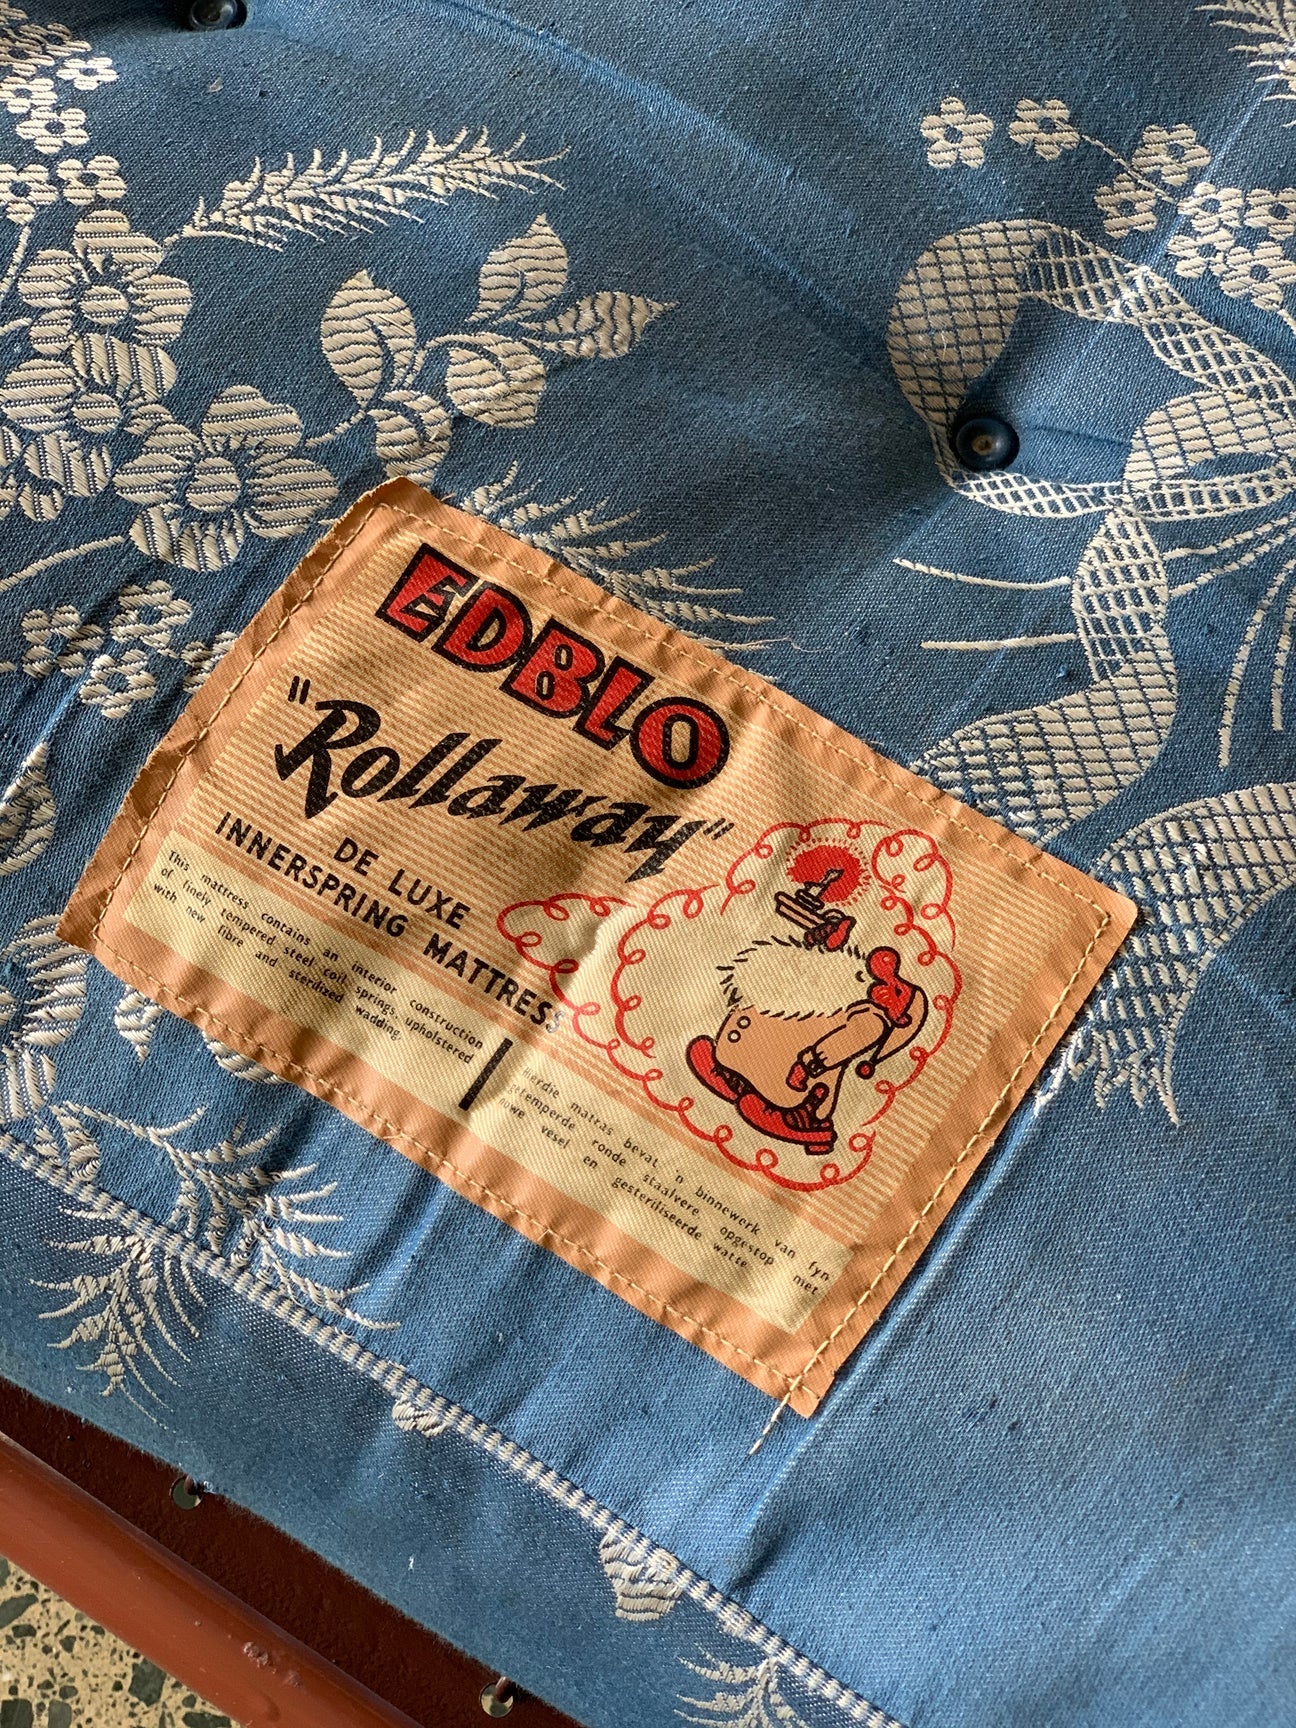 EDBLO
"Rollaway"
DE LUXE
INNERSPRING MATTRESS
This mattress contains an interior construction
of finely tempered steel coil springs, upholstered
with new fibre and sterilized wadding.
Hierdie matras bevat 'n binnewerk van fyn
getemperde ronde staalvere opgestop met
nuwe vesel en gesteriliseerde watte